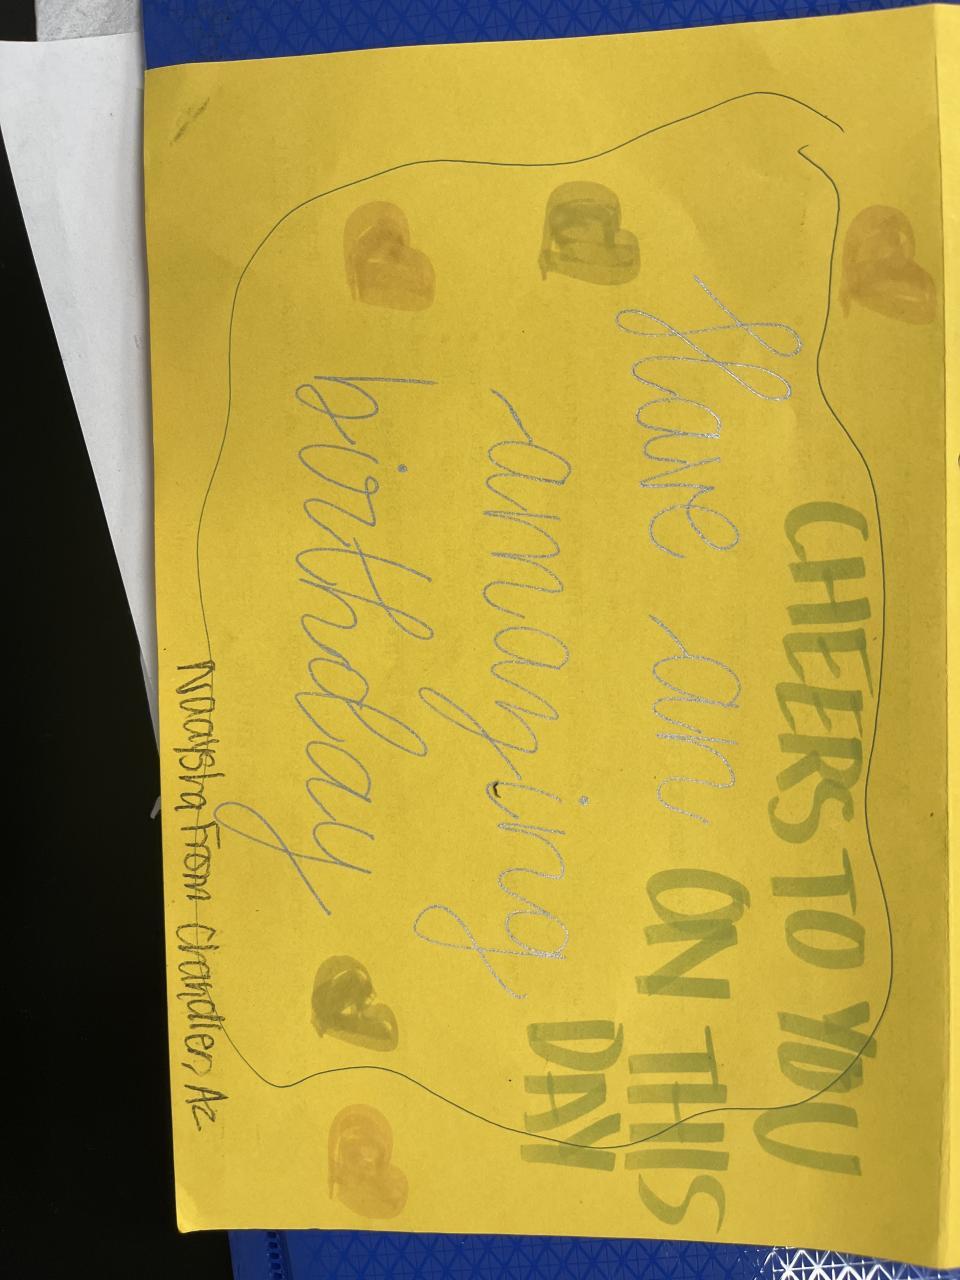 CHEERS TO YOU
Have an ON THIS
amazing DAY
birthday
Naaisha From Chandler, Az